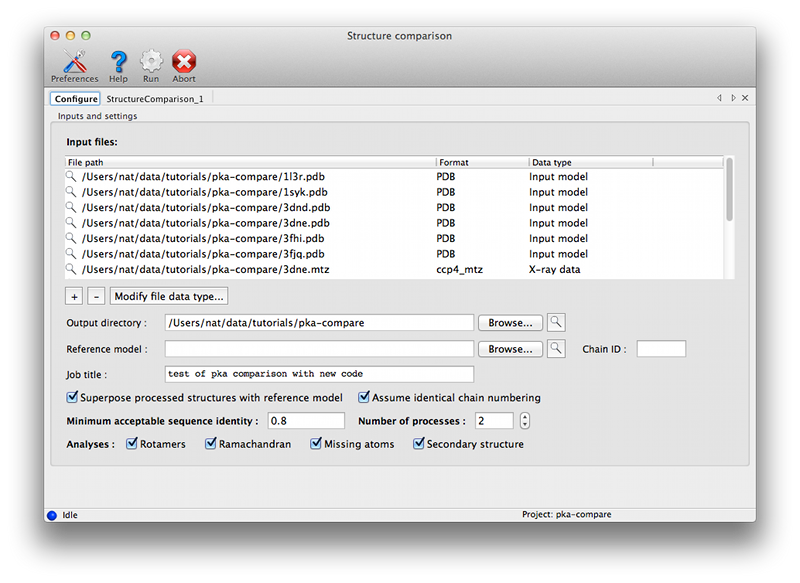 Structure comparison
Preferences Help Run Abort
Configure StructureComparison_1
Inputs and settings
Input files:
File path Format Data type
/Users/nat/data/tutorials/pka-compare/1l3r.pdb PDB Input model
/Users/nat/data/tutorials/pka-compare/1syk.pdb PDB Input model
/Users/nat/data/tutorials/pka-compare/3dnd.pdb PDB Input model
/Users/nat/data/tutorials/pka-compare/3dne.pdb PDB Input model
/Users/nat/data/tutorials/pka-compare/3fhi.pdb PDB Input model
/Users/nat/data/tutorials/pka-compare/3fjq.pdb PDB Input model
/Users/nat/data/tutorials/pka-compare/3dne.mtz ccp4_mtz X-ray data
+ - Modify file data type...
Output directory : /Users/nat/data/tutorials/pka-compare Browse...
Reference model : Browse... Chain ID :
Job title : test of pka comparison with new code
Superpose processed structures with reference model Assume identical chain numbering
Minimum acceptable sequence identity : 0.8 Number of processes : 2
Analyses : Rotamers Ramachandran Missing atoms Secondary structure
Idle Project: pka-compare